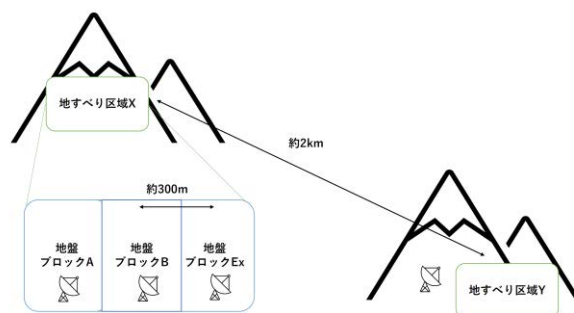 地すべり区域X
約2km
約300m
地盤
ブロックA
地盤
ブロックB
地盤
ブロックEx
地すべり区域Y